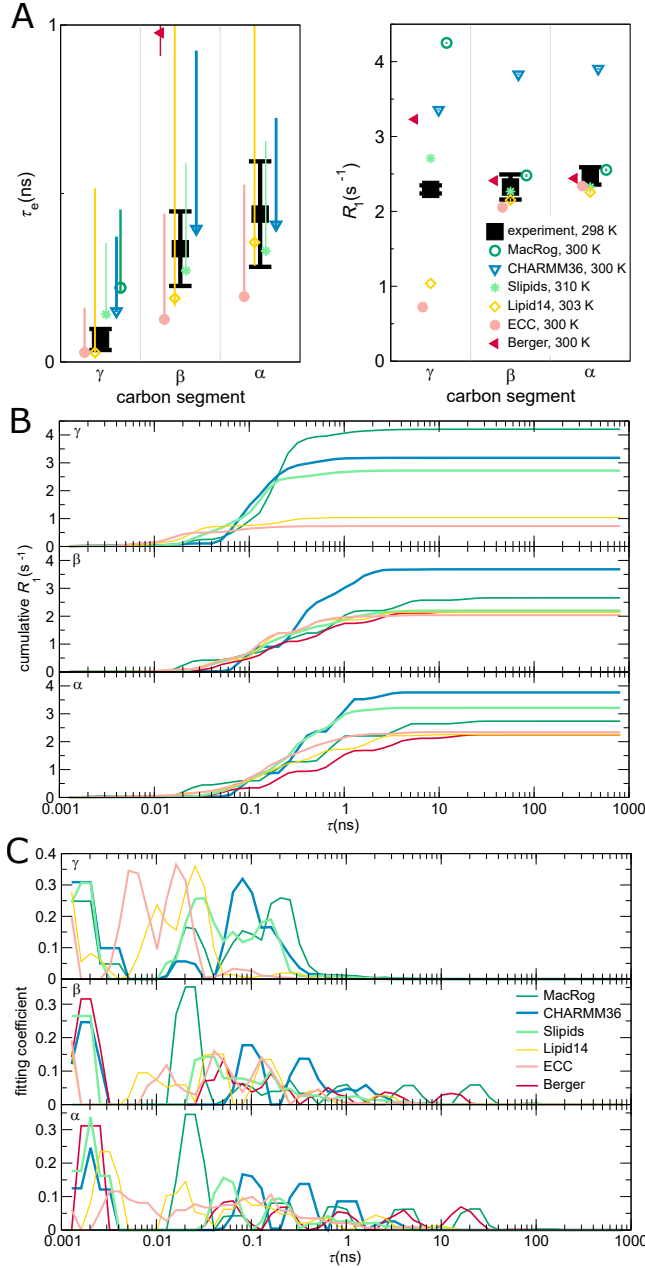 A
1
τe(ns)
0
γ
β
α
carbon segment
4
3
2
1
0
R1(s-1)
experiment, 298 K
MacRog, 300 K
CHARMM36, 300 K
Slipids, 310 K
Lipid14, 303 K
ECC, 300 K
Berger, 300 K
γ
β
α
carbon segment
B
γ
4
3
2
1
0
β
4
3
2
1
0
α
4
3
2
1
0
cumulative R1(s-1)
0.001
0.01
0.1
1
10
100
1000
τ(ns)
C
γ
0.4
0.3
0.2
0.1
0
β
0.3
0.2
0.1
0
α
0.3
0.2
0.1
0
fitting coefficient
MacRog
CHARMM36
Slipids
Lipid14
ECC
Berger
0.001
0.01
0.1
1
10
100
1000
τ(ns)